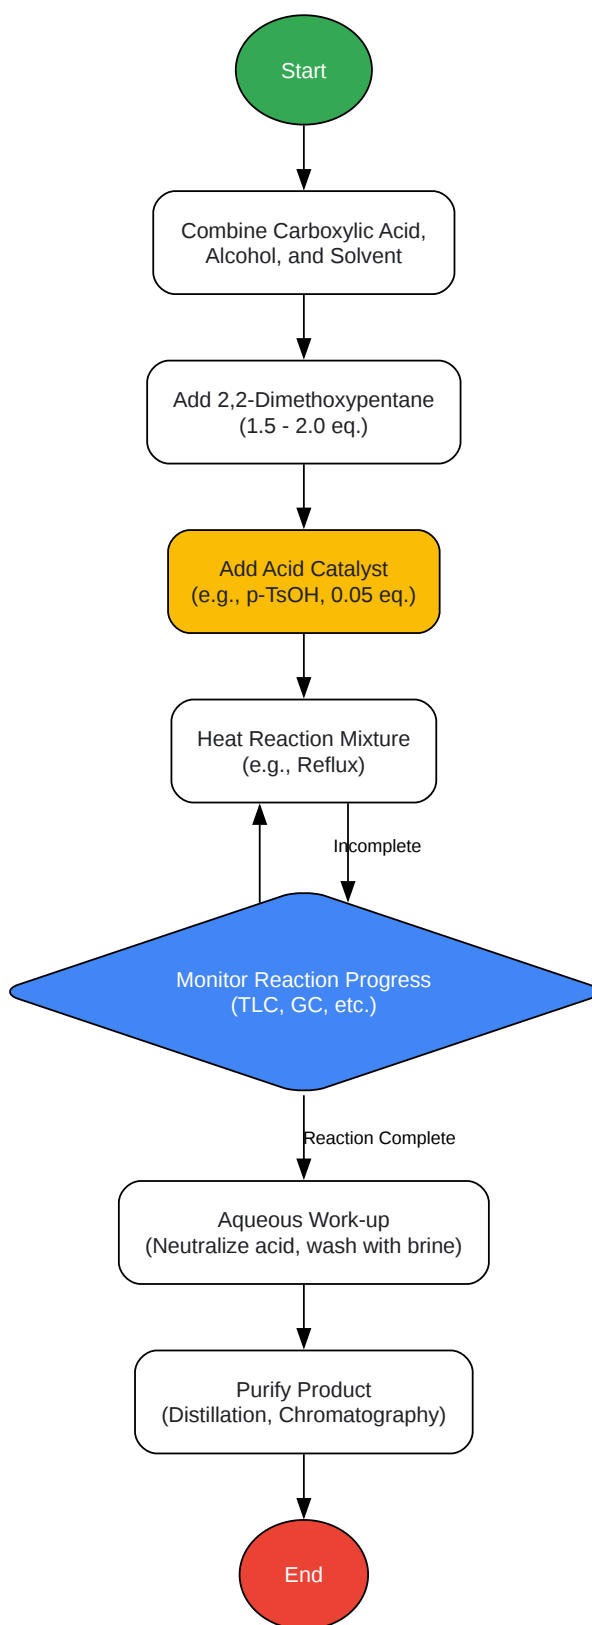 Start
Combine Carboxylic Acid,
Alcohol, and Solvent
Add 2,2-Dimethoxypentane
(1.5 - 2.0 eq.)
Add Acid Catalyst
(e.g., p-TsOH, 0.05 eq.)
Heat Reaction Mixture
(e.g., Reflux)
Incomplete
Monitor Reaction Progress
(TLC, GC, etc.)
Reaction Complete
Aqueous Work-up
(Neutralize acid, wash with brine)
Purify Product
(Distillation, Chromatography)
End